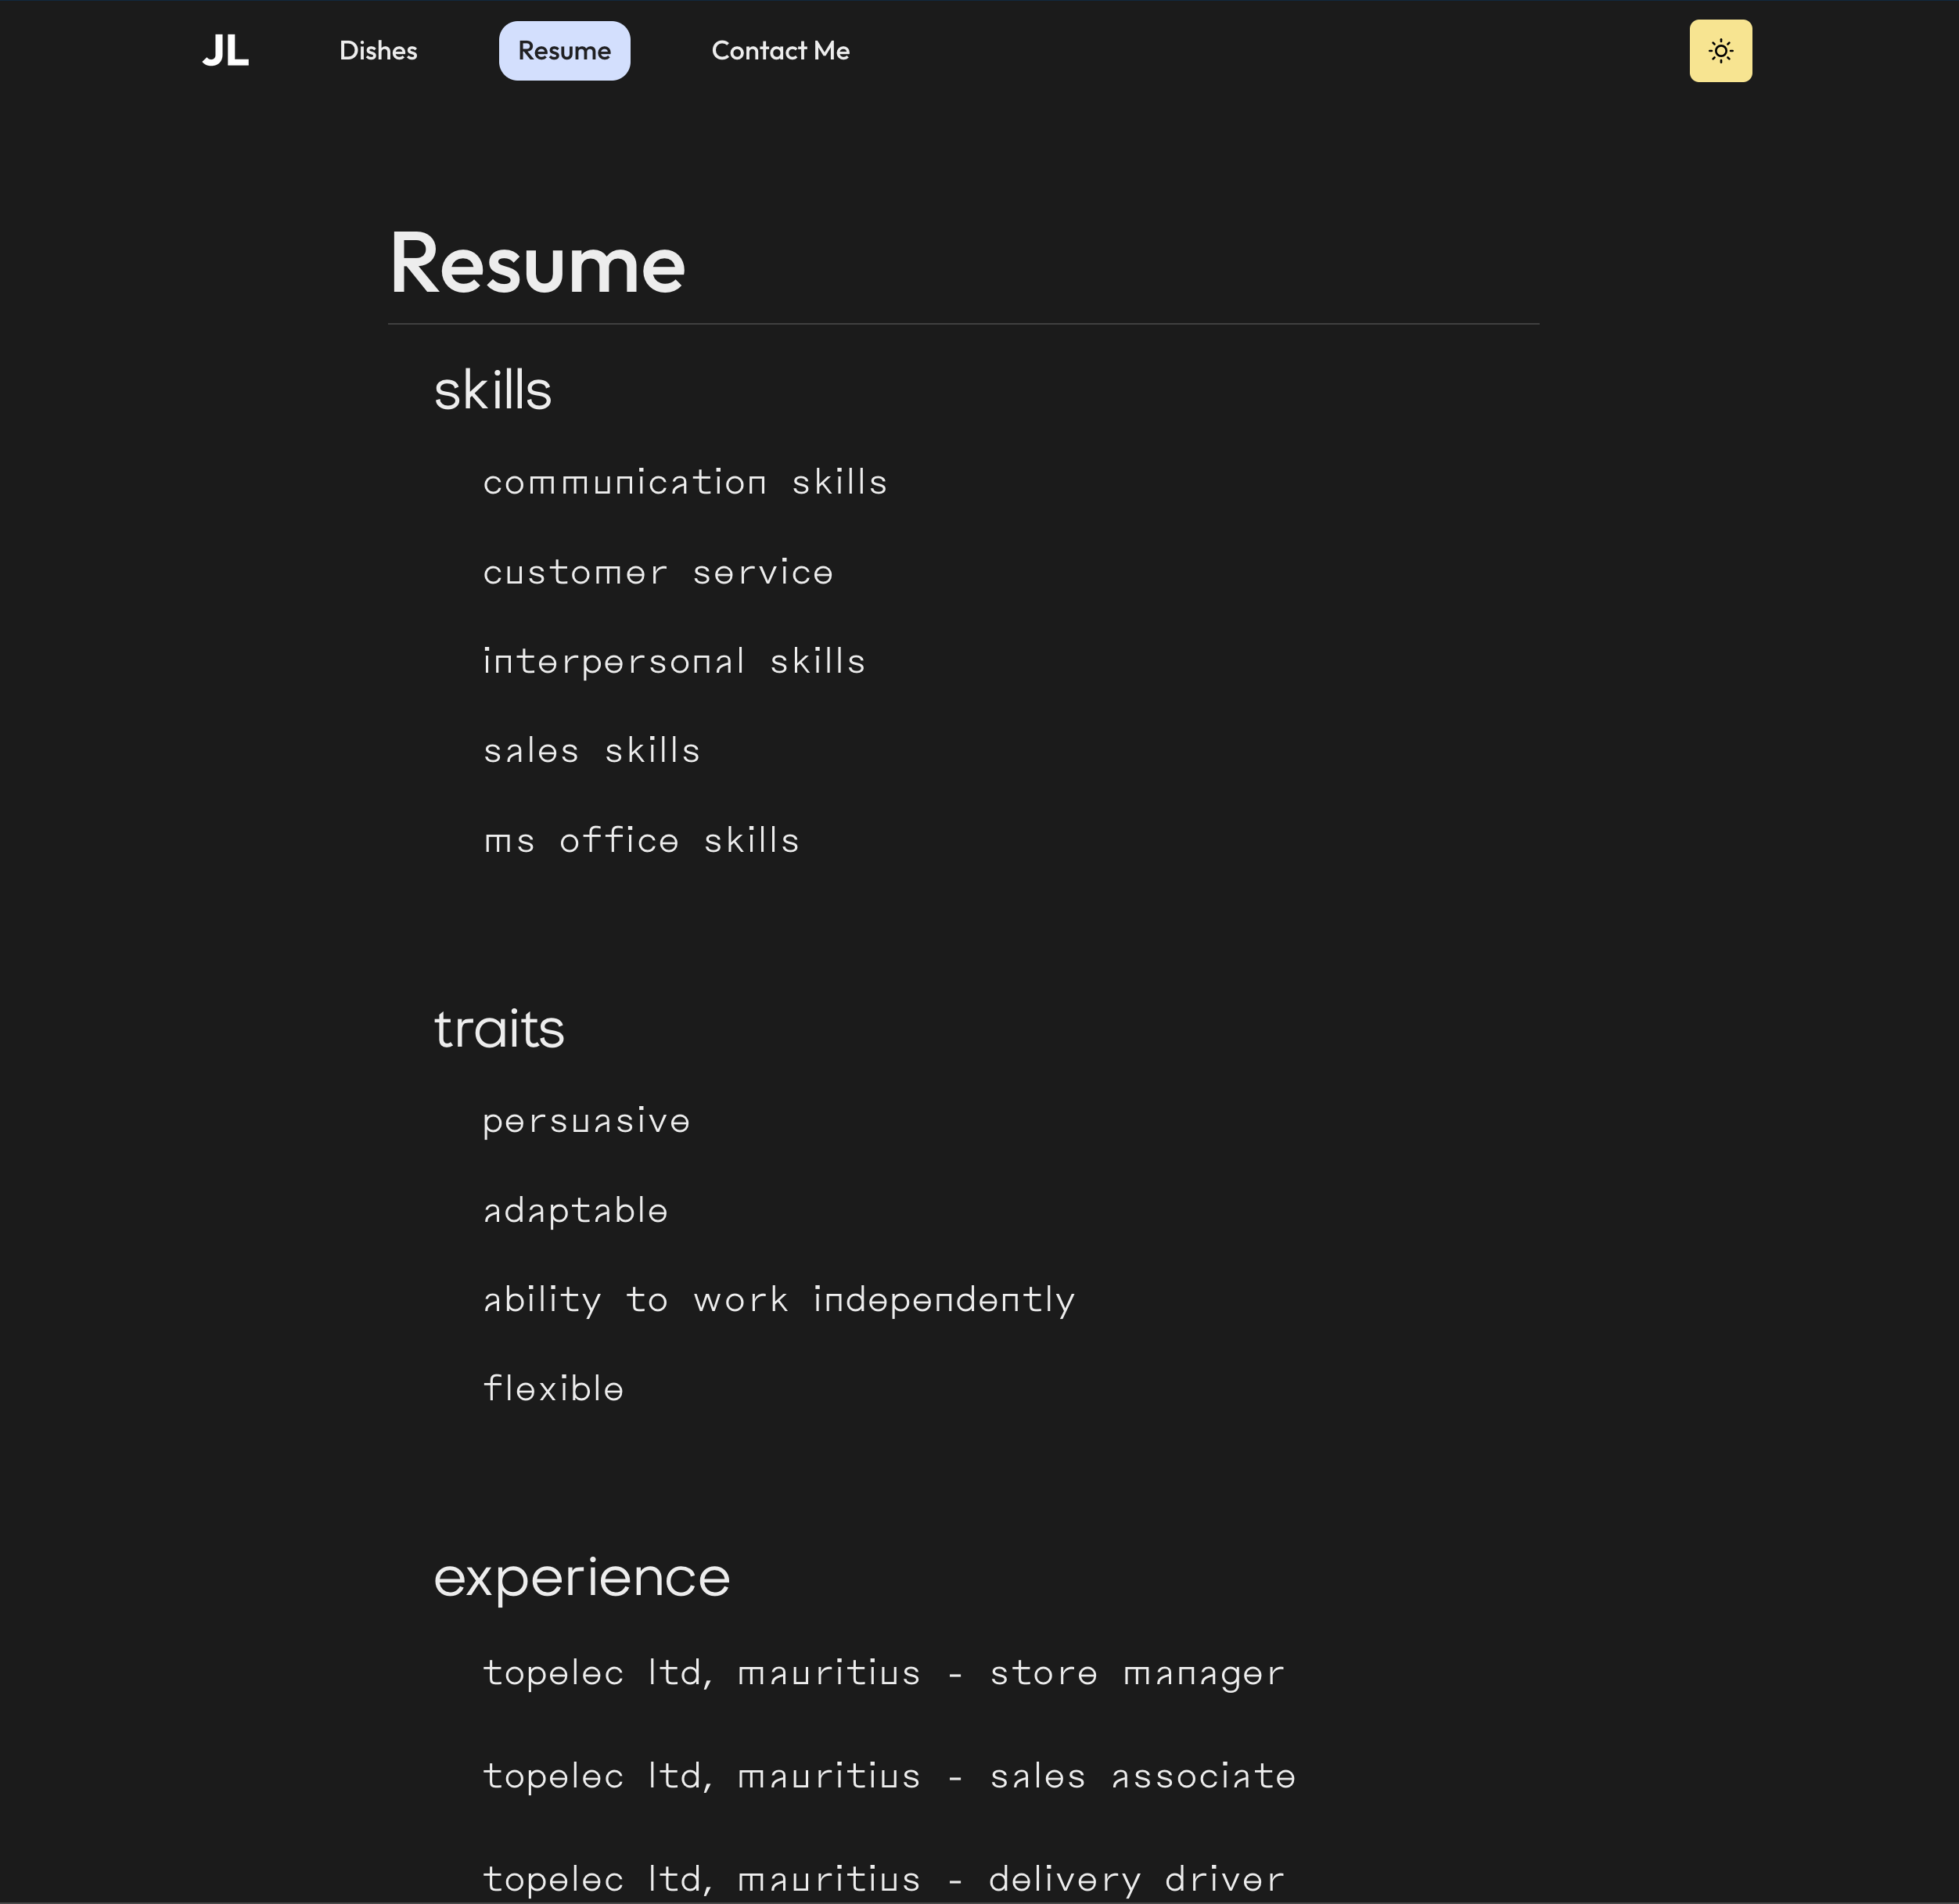 JL
Dishes
Resume
Contact Me
Resume
skills
communication skills
customer service
interpersonal skills
sales skills
ms office skills
traits
persuasive
adaptable
ability to work independently
flexible
experience
topelec ltd, mauritius - store manager
topelec ltd, mauritius - sales associate
topelec ltd, mauritius - delivery driver